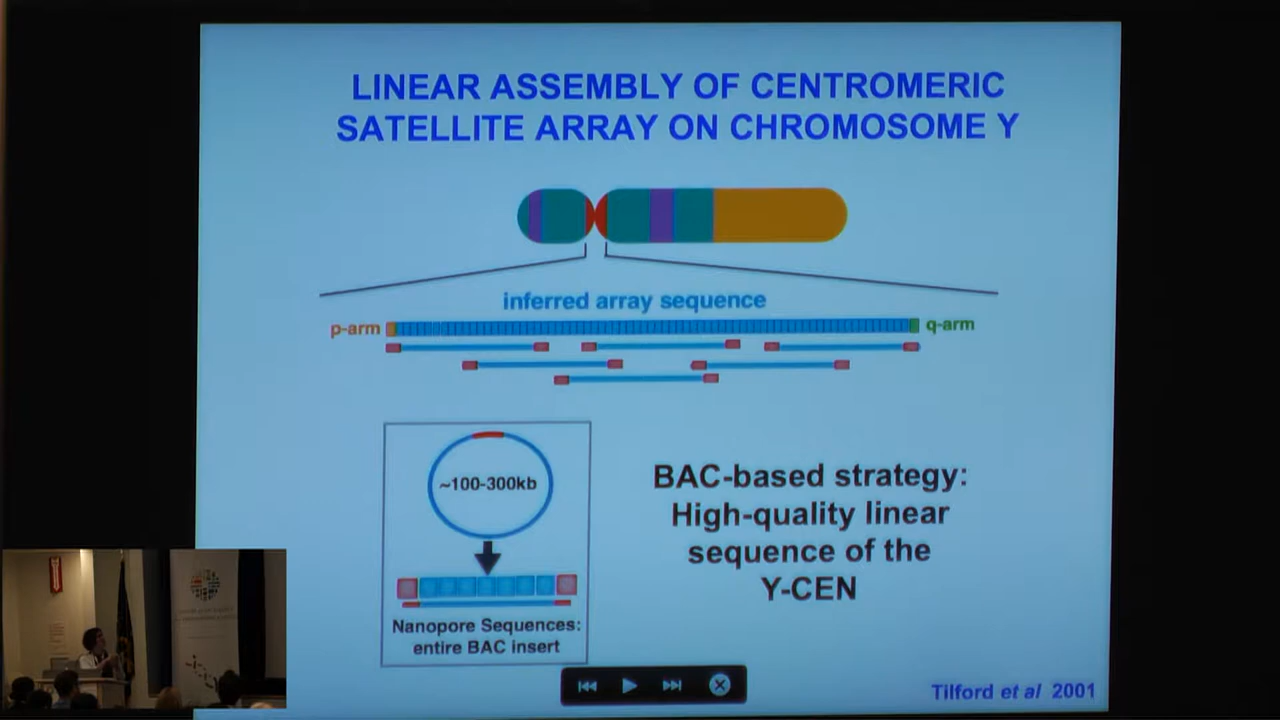 LINEAR ASSEMBLY OF CENTROMERIC
SATELLITE ARRAY ON CHROMOSOME Y
inferred array sequence
p-arm
q-arm
~100-300kb
Nanopore Sequences:
entire BAC insert
BAC-based strategy:
High-quality linear
sequence of the
Y-CEN
Tilford et al 2001